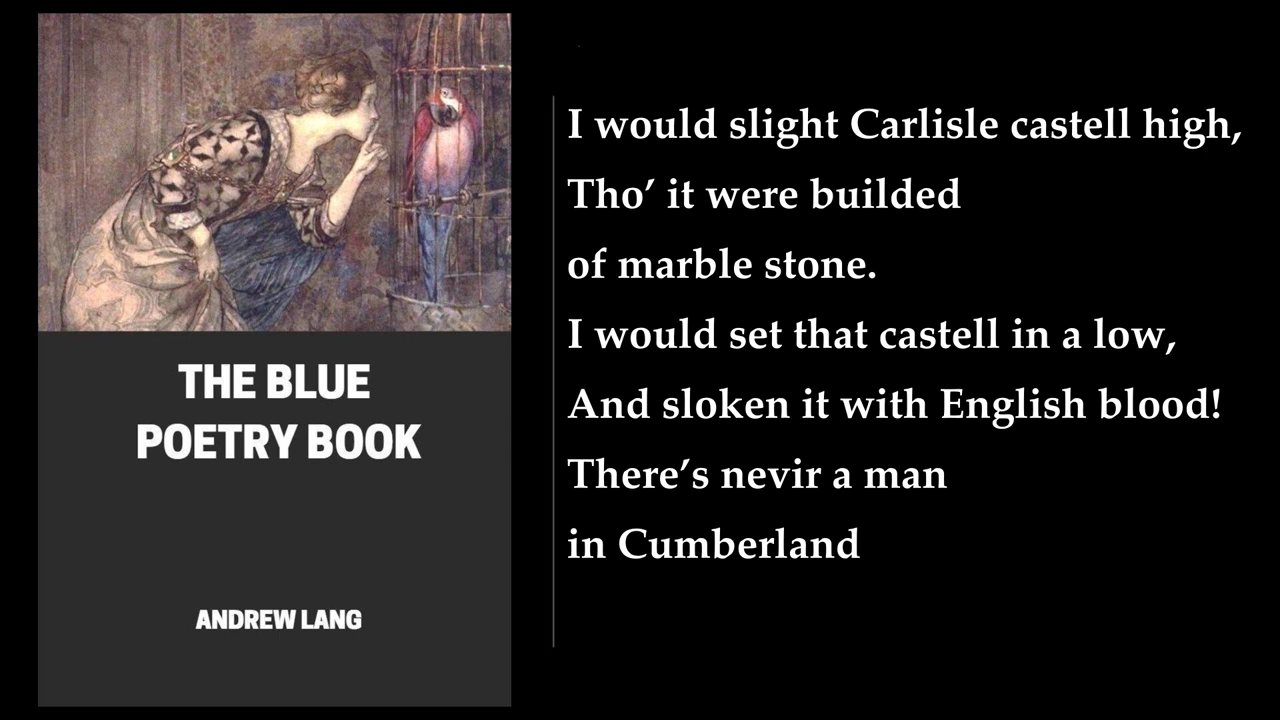 THE BLUE
POETRY BOOK
ANDREW LANG
I would slight Carlisle castell high,
Tho’ it were builded
of marble stone.
I would set that castell in a low,
And sloken it with English blood!
There’s nevir a man
in Cumberland